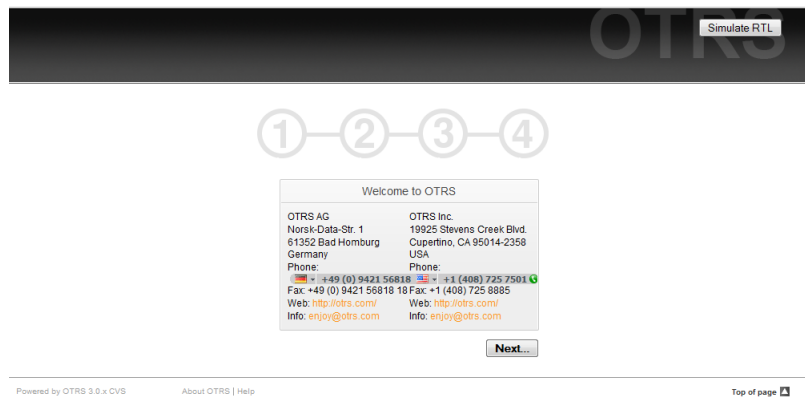 OTRS
Simulate RTL
1 2 3 4
Welcome to OTRS
OTRS AG
Norsk-Data-Str. 1
61352 Bad Homburg
Germany
Phone:
+49 (0) 9421 56818
Fax: +49 (0) 9421 56818 18
Web: http://otrs.com/
Info: enjoy@otrs.com
OTRS Inc.
19925 Stevens Creek Blvd.
Cupertino, CA 95014-2358
USA
Phone:
+1 (408) 725 7501
Fax: +1 (408) 725 8885
Web: http://otrs.com/
Info: enjoy@otrs.com
Next...
Powered by OTRS 3.0.x CVS
About OTRS | Help
Top of page